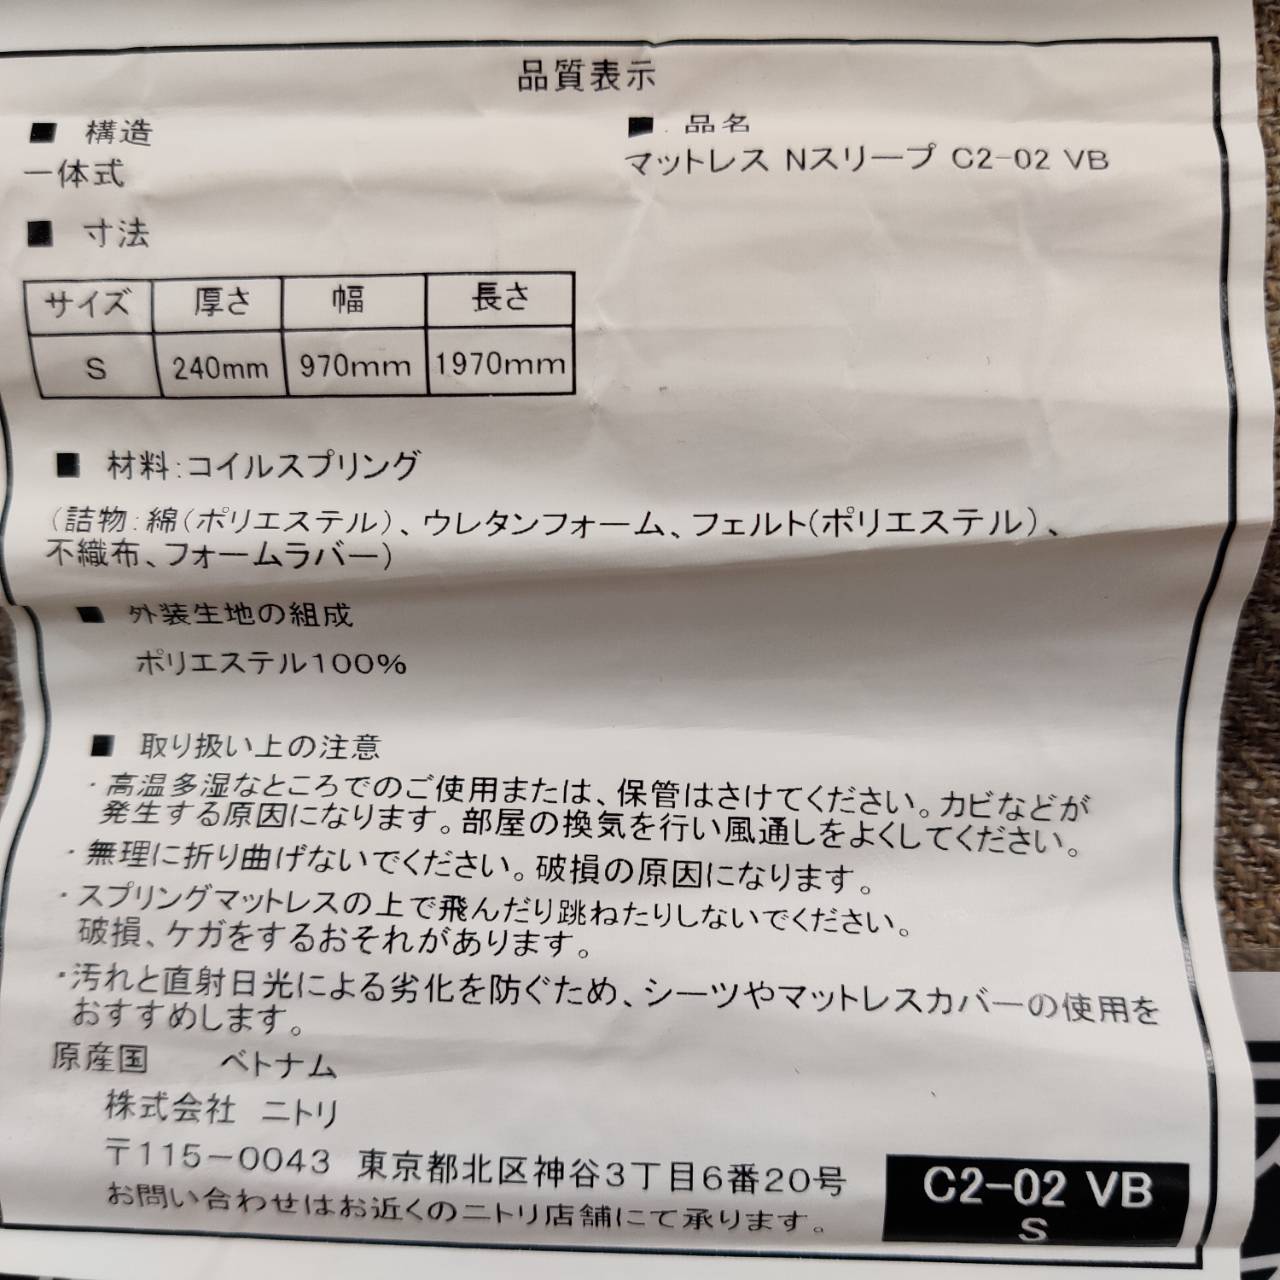 品質表示
■ 構造
一体式
■ 品名
マットレス Nスリープ C2-02 VB
■ 寸法
サイズ 厚さ 幅 長さ
S 240mm 970mm 1970mm
■ 材料:コイルスプリング
(詰物:綿(ポリエステル)、ウレタンフォーム、フェルト(ポリエステル)、
不織布、フォームラバー)
■ 外装生地の組成
ポリエステル100%
■ 取り扱い上の注意
・高温多湿なところでのご使用または、保管はさけてください。カビなどが
発生する原因になります。部屋の換気を行い風通しをよくしてください。
・無理に折り曲げないでください。破損の原因になります。
・スプリングマットレスの上で飛んだり跳ねたりしないでください。
破損、ケガをするおそれがあります。
・汚れと直射日光による劣化を防ぐため、シーツやマットレスカバーの使用を
おすすめします。
原産国 ベトナム
株式会社 ニトリ
〒115-0043 東京都北区神谷3丁目6番20号
お問い合わせはお近くのニトリ店舗にて承ります。
C2-02 VB
S